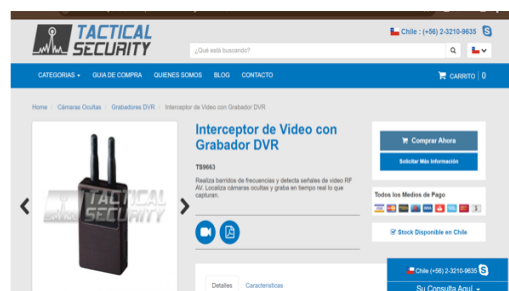 TACTICAL
SECURITY
¿Qué está buscando?
Chile : (+56) 2-3210-9635
CATEGORIAS
GUIA DE COMPRA
QUIENES SOMOS
BLOG
CONTACTO
CARRITO | 0
Home / Cámaras Ocultas / Grabadores DVR / Interceptor de Video con Grabador DVR
Interceptor de Video con
Grabador DVR
TS9663
Realiza barridos de frecuencias y detecta señales de video RF
AV. Localiza cámaras ocultas y graba en tiempo real lo que
capturan.
TACTICAL
SECURITY
Comprar Ahora
Solicitar Más Información
Todos los Medios de Pago
Stock Disponible en Chile
Detalles
Características
Chile (+56) 2-3210-9635
Su Consulta Aquí